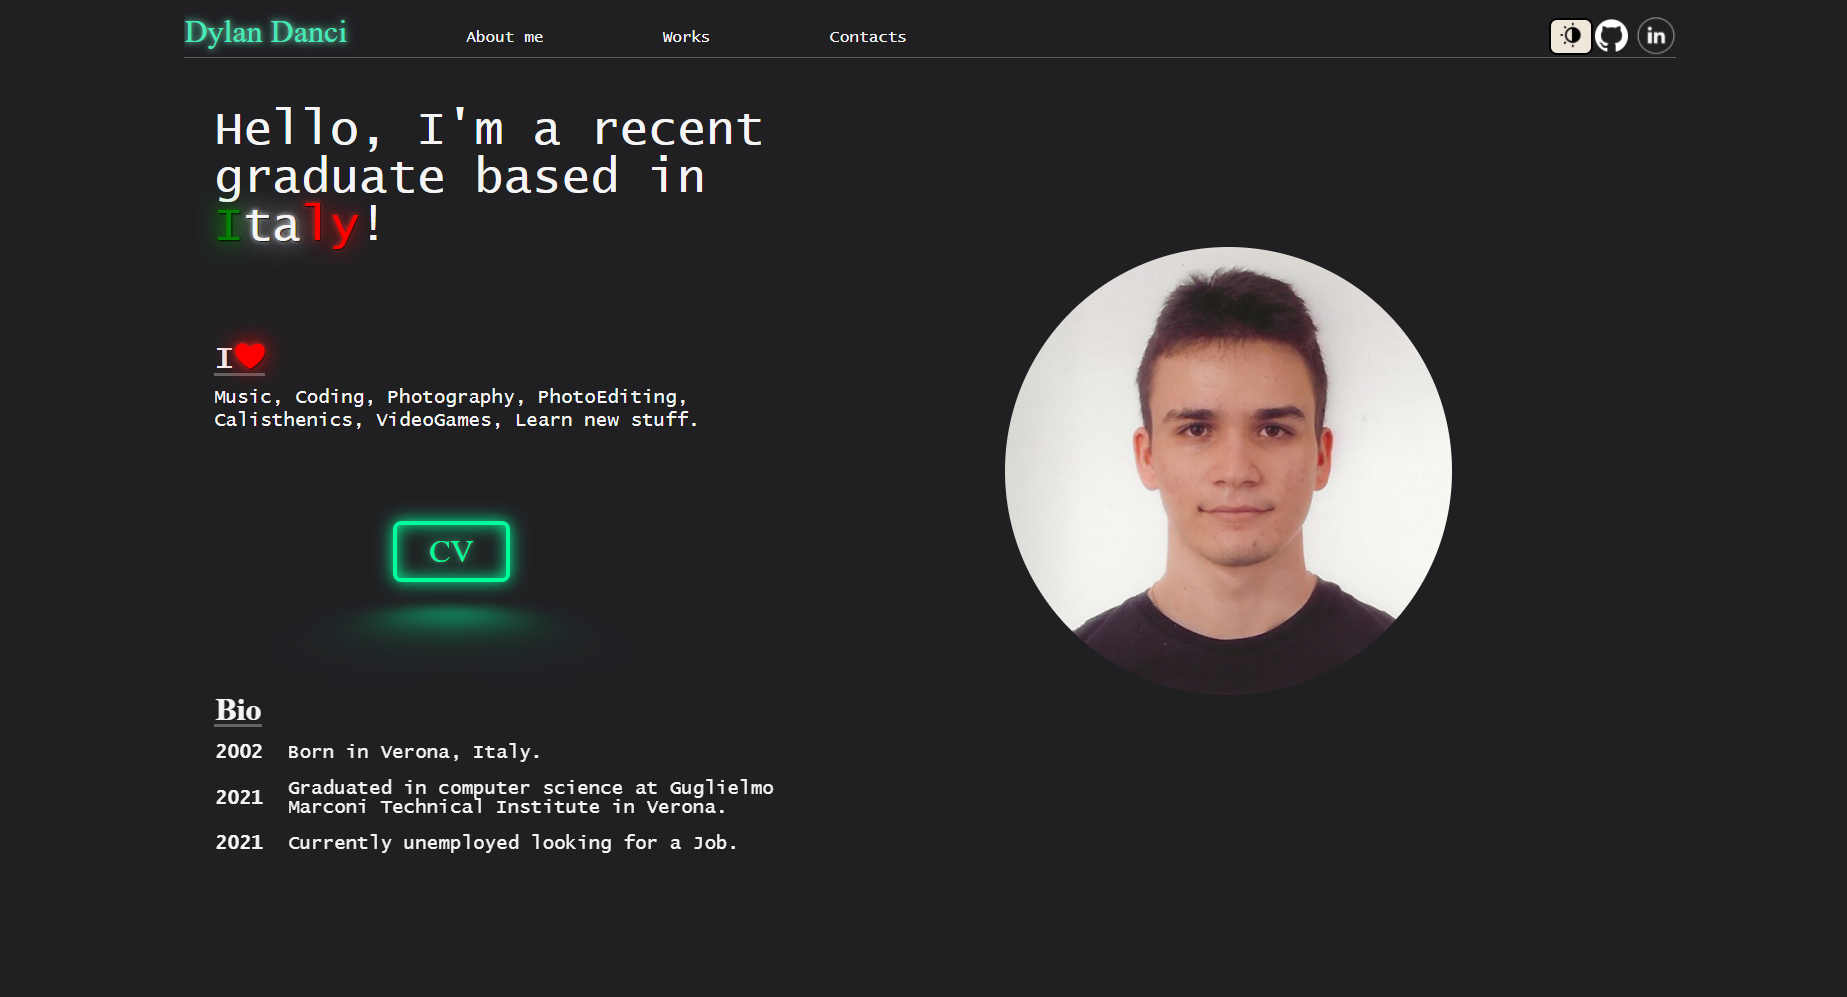 Dylan Danci
About me
Works
Contacts
in
Hello, I'm a recent
graduate based in
Italy!
I
Music, Coding, Photography, PhotoEditing,
Calisthenics, VideoGames, Learn new stuff.
CV
Bio
2002 Born in Verona, Italy.
2021 Graduated in computer science at Guglielmo
Marconi Technical Institute in Verona.
2021 Currently unemployed looking for a Job.